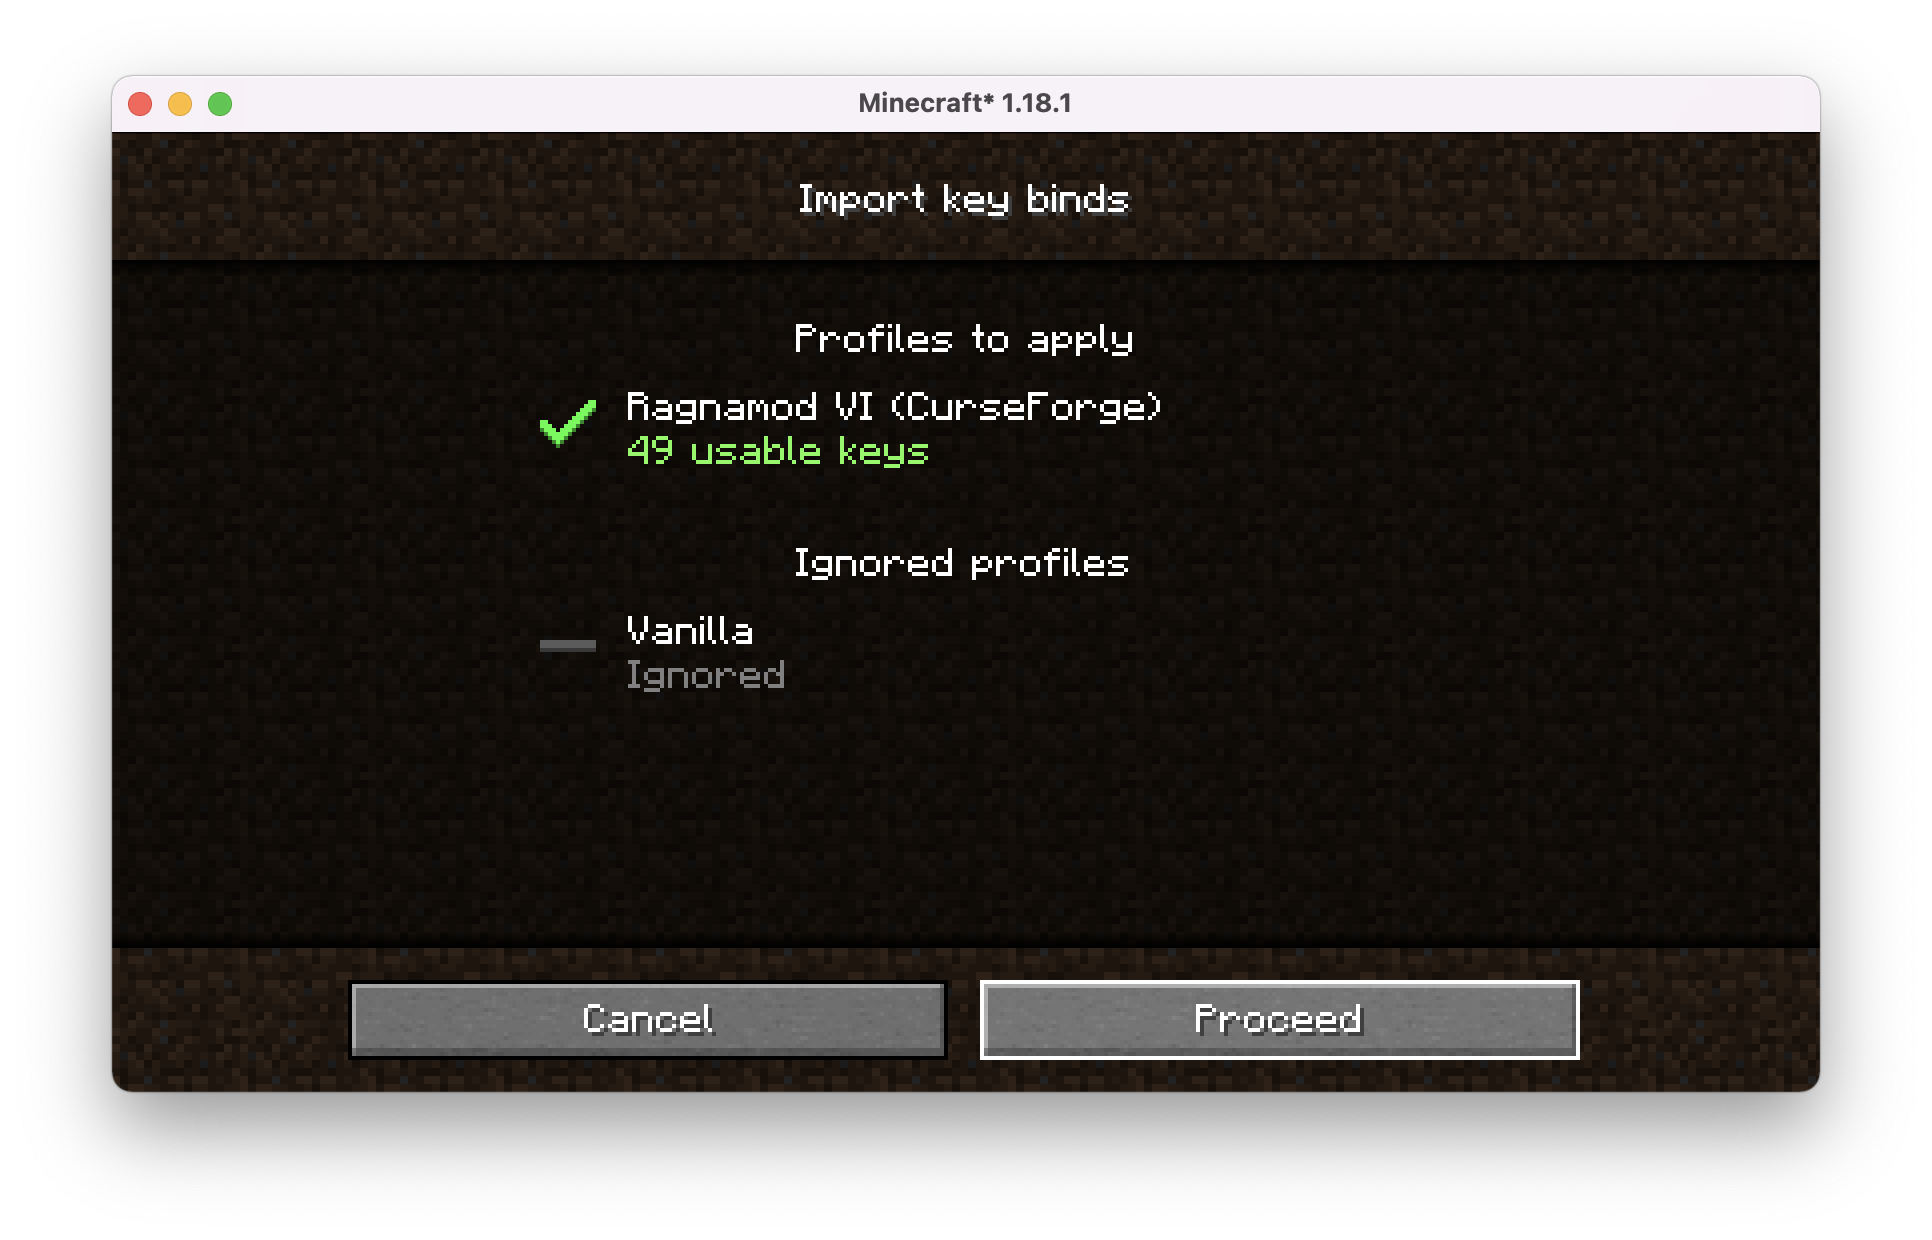 Minecraft* 1.18.1
Import key binds
Profiles to apply
Ragnamod VI (CurseForge)
49 usable keys
Ignored profiles
Vanilla
Ignored
Cancel
Proceed